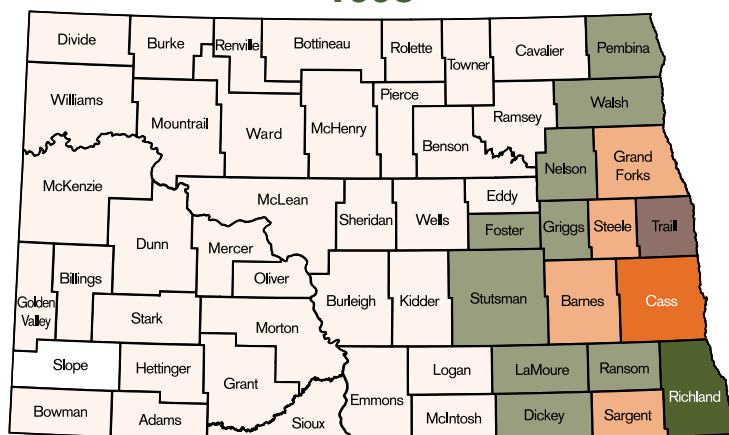 Divide
Burke
Renville
Bottineau
Rolette
Towner
Cavalier
Pembina
Williams
Mountrail
Ward
McHenry
Pierce
Benson
Ramsey
Walsh
McKenzie
McLean
Sheridan
Wells
Eddy
Foster
Nelson
Grand
Forks
Griggs
Steele
Traill
Dunn
Mercer
Oliver
Golden
Valley
Billings
Stark
Morton
Burleigh
Kidder
Stutsman
Barnes
Cass
Slope
Hettinger
Grant
Emmons
Logan
LaMoure
Ransom
Richland
Bowman
Adams
Sioux
McIntosh
Dickey
Sargent